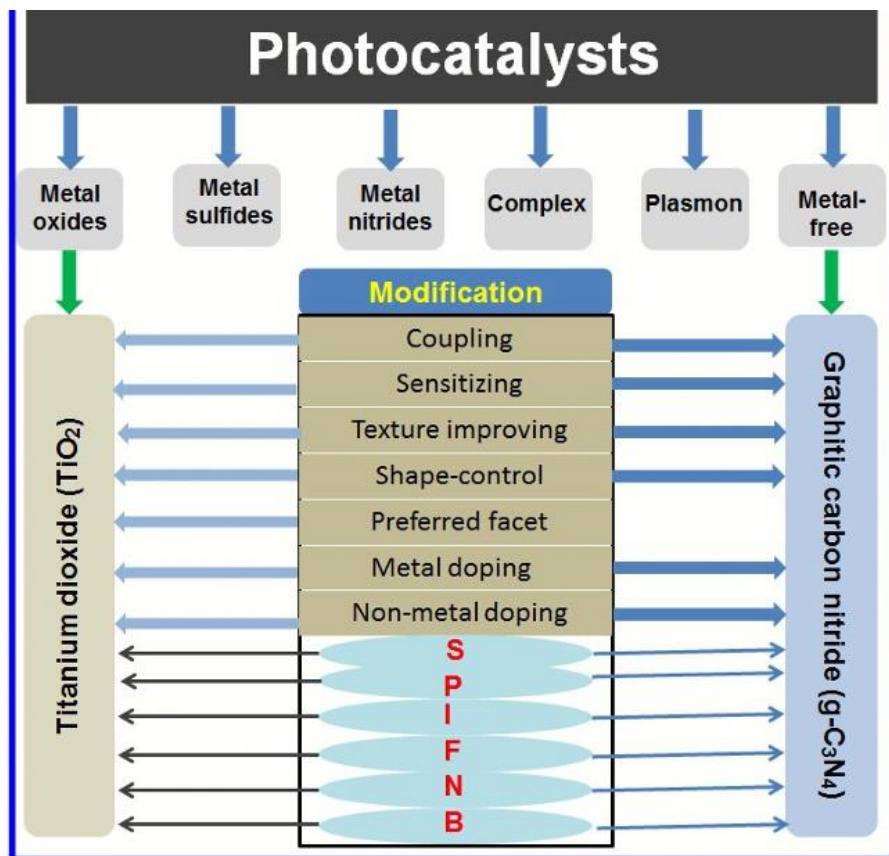 Photocatalysts
Metal
oxides
Metal
sulfides
Metal
nitrides
Complex
Plasmon
Metal-
free
Modification
Coupling
Sensitizing
Texture improving
Shape-control
Preferred facet
Metal doping
Non-metal doping
S
P
I
F
N
B
Titanium dioxide (TiO₂)
Graphitic carbon
nitride (g-C₃N₄)